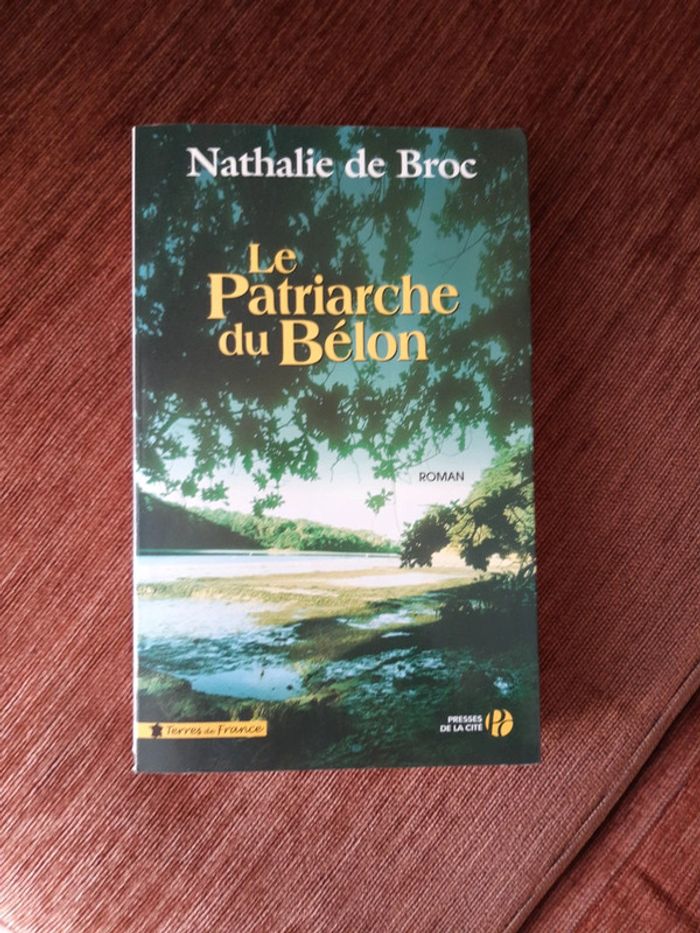 Nathalie de Broc
Le
Patriarche
du Bélon
ROMAN
Terres de France
PRESSES
DE LA CITÉ